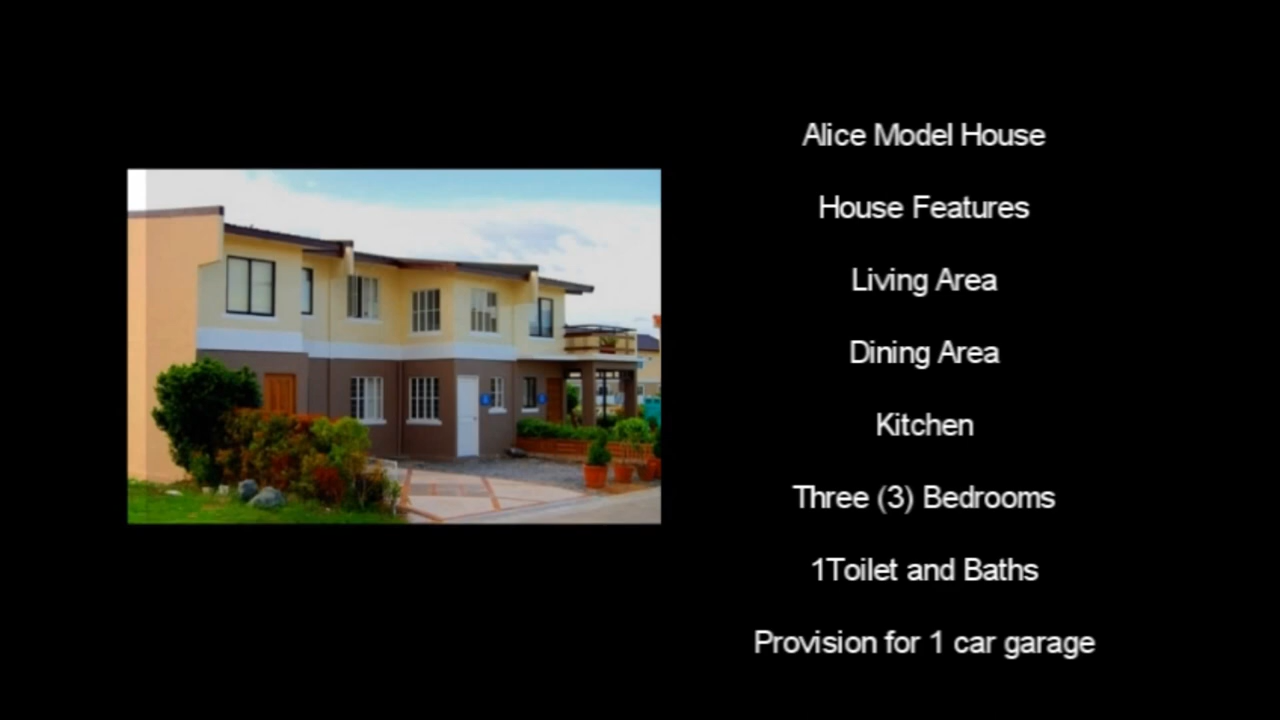 Alice Model House
House Features
Living Area
Dining Area
Kitchen
Three (3) Bedrooms
1Toilet and Baths
Provision for 1 car garage